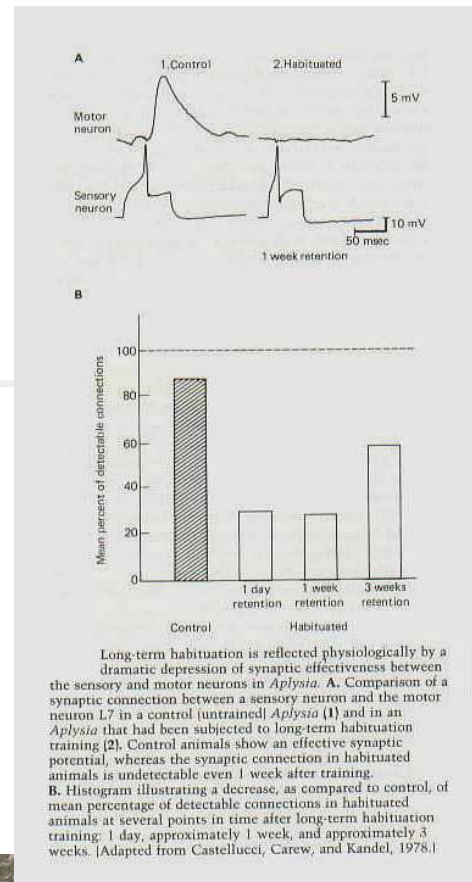 A
1.Control 2.Habituated
5 mV
Motor
neuron
Sensory
neuron
10 mV
50 msec
1 week retention
B
Mean percent of detectable connections
100
80
60
40
20
0
1 day 1 week 3 weeks
retention retention retention
Control Habituated
Long-term habituation is reflected physiologically by a
dramatic depression of synaptic effectiveness between
the sensory and motor neurons in Aplysia. A. Comparison of a
synaptic connection between a sensory neuron and the motor
neuron L7 in a control (untrained) Aplysia (1) and in an
Aplysia that had been subjected to long-term habituation
training (2). Control animals show an effective synaptic
potential, whereas the synaptic connection in habituated
animals is undetectable even 1 week after training.
B. Histogram illustrating a decrease, as compared to control, of
mean percentage of detectable connections in habituated
animals at several points in time after long-term habituation
training: 1 day, approximately 1 week, and approximately 3
weeks. (Adapted from Castellucci, Carew, and Kandel, 1978.)